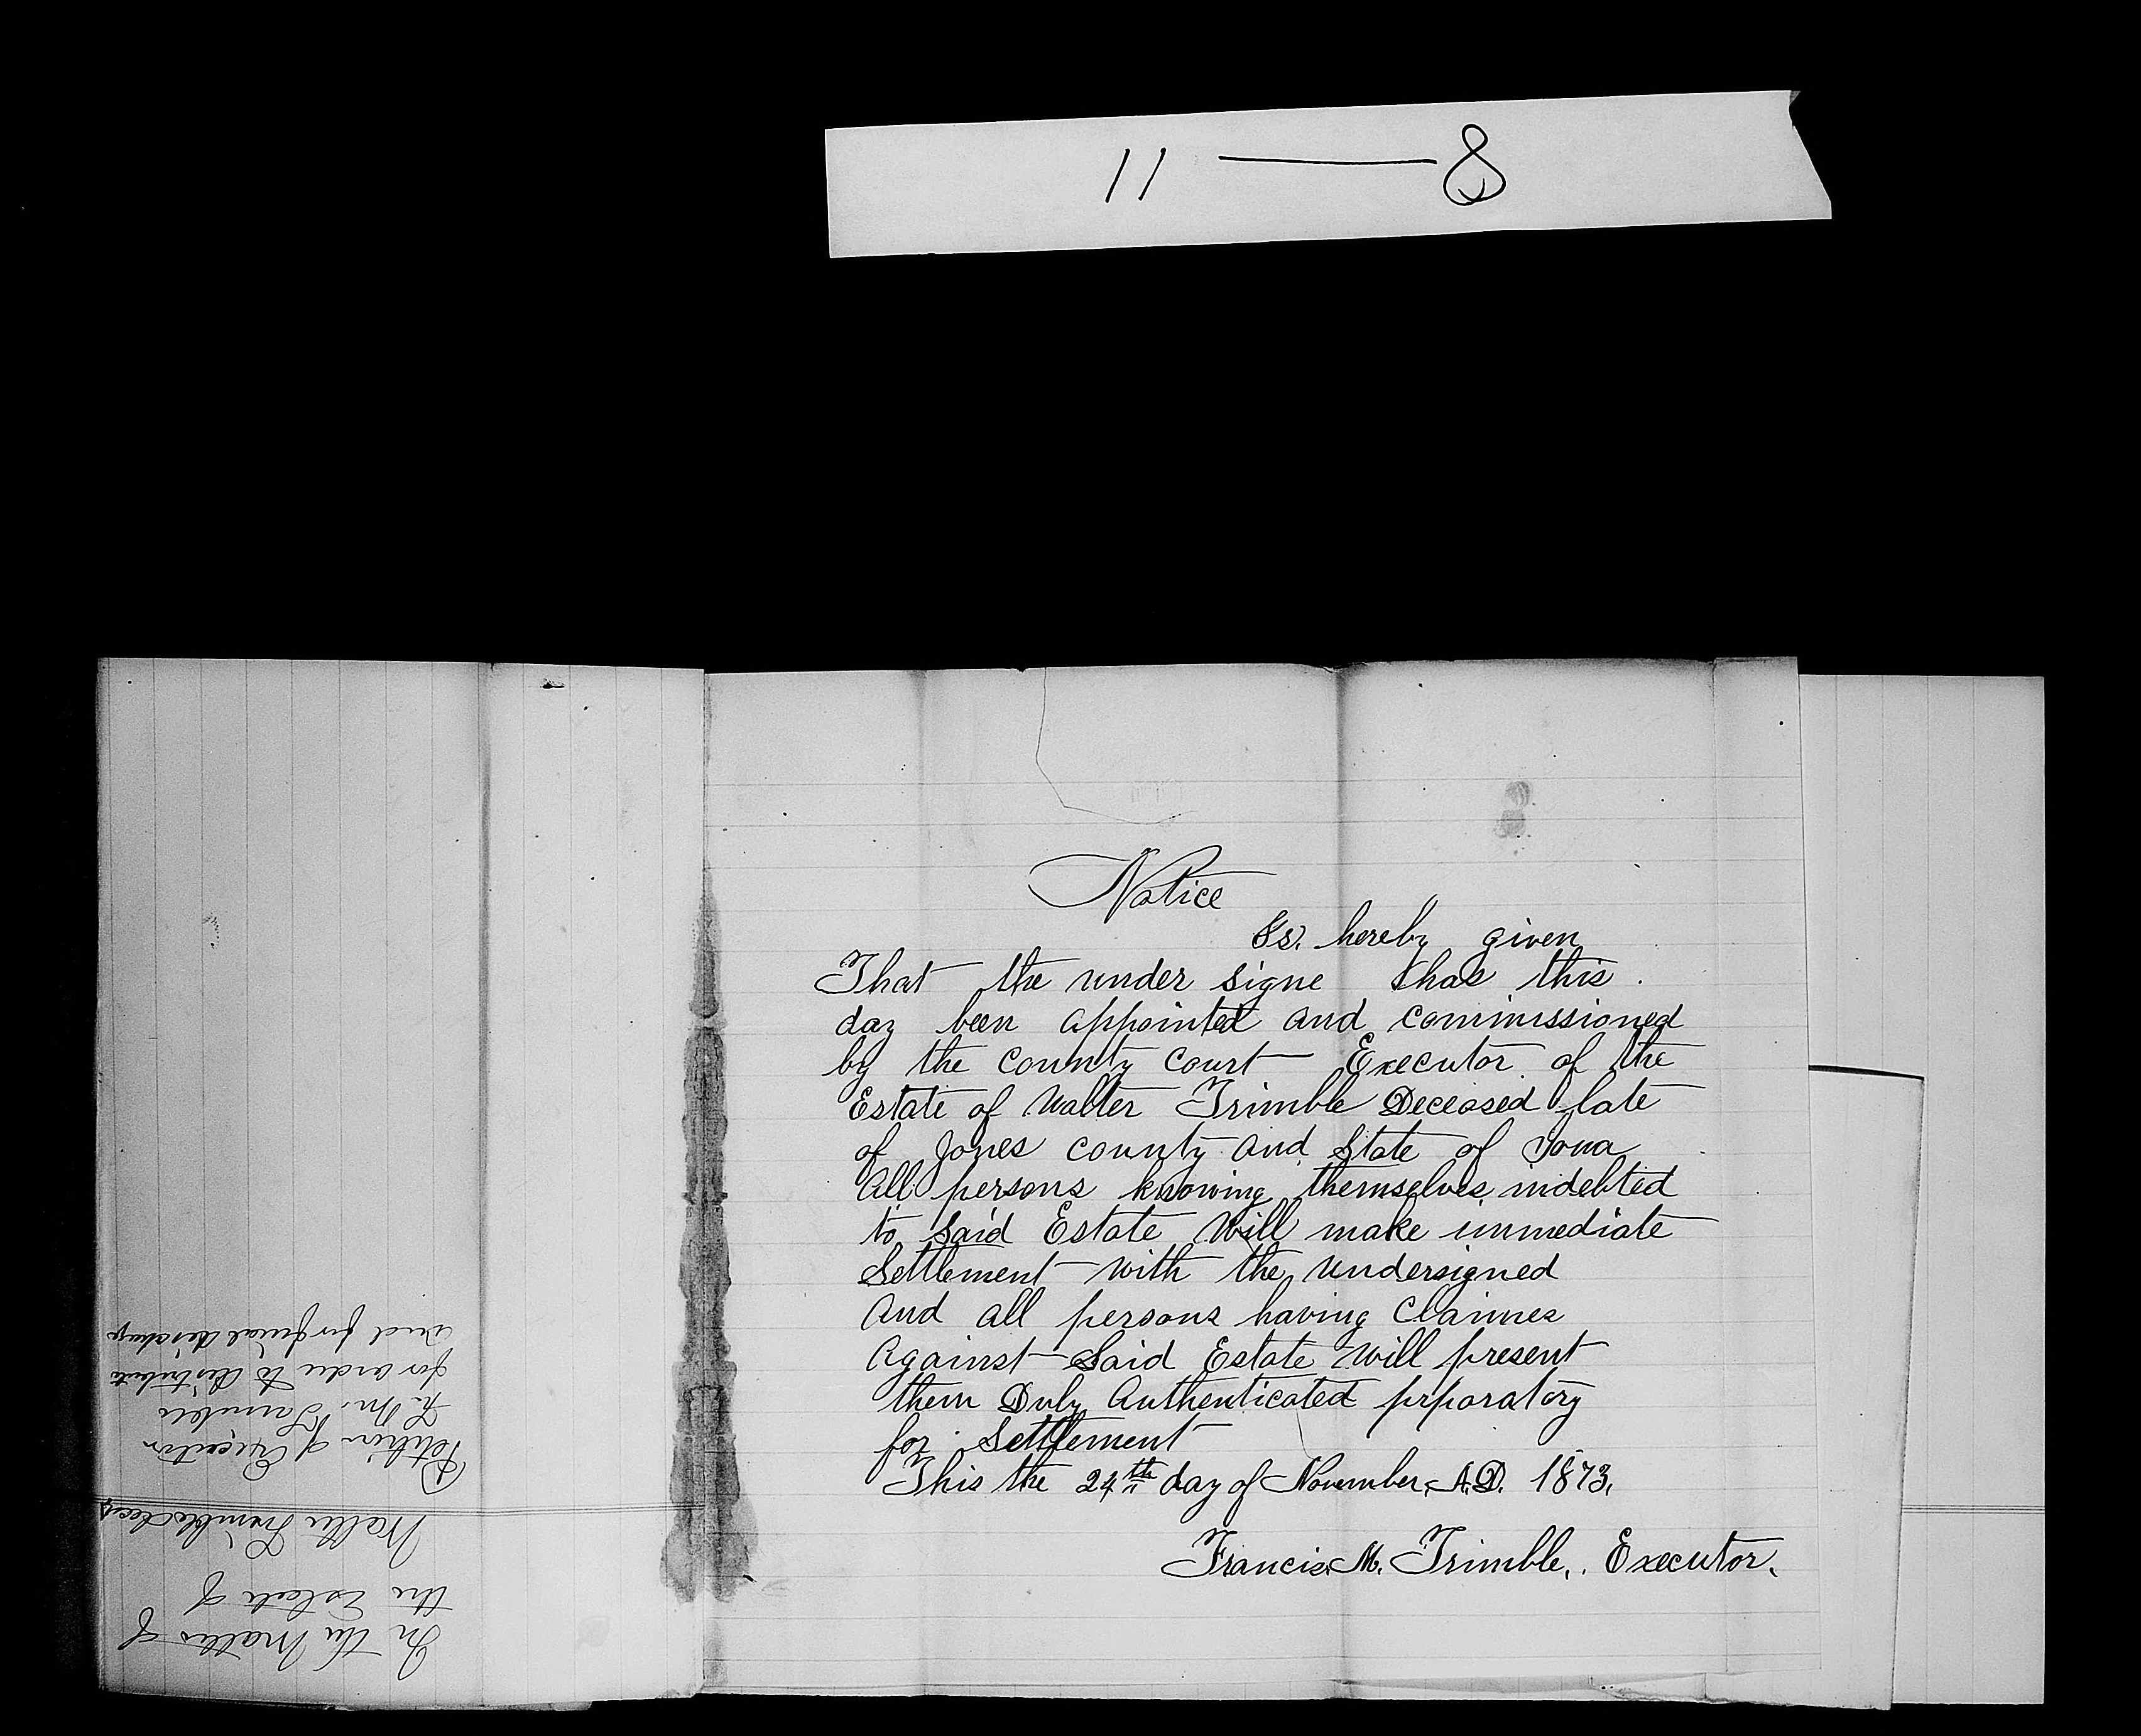 11 — 8
Notice
Is. hereby given
That the under signe d has this
day been appointed and commissioned
by the County Court Executor of the
Estate of Walter Trimble Deceased late
of Jones County and State of Iowa
All persons knowing themselves indebted
to Said Estate Will make immediate
Settlement with the undersigned
And all persons having Claimes
Against Said Estate Will present
them Duly Authenticated prparatory
for Settlement
This the 24th day of November, A.D. 1873.
Francis. M. Trimble,. Executor.
In the Matter of
the Estate of
Walter Trimble
Petition of Executor
for order to distribute
and for final discharge